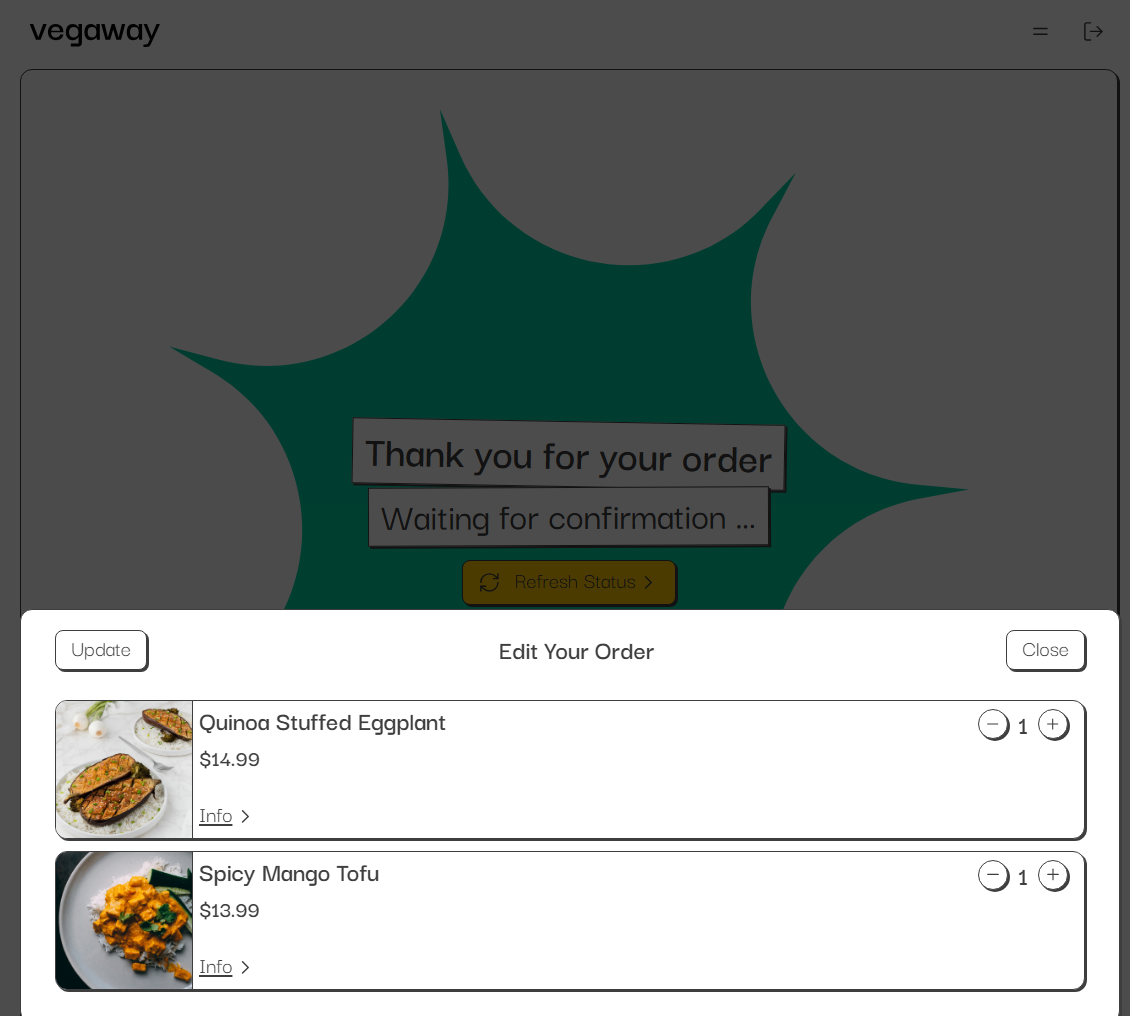 vegaway
Thank you for your order
Waiting for confirmation ...
Refresh Status
Update
Edit Your Order
Close
Quinoa Stuffed Eggplant
1
$14.99
Info
Spicy Mango Tofu
1
$13.99
Info